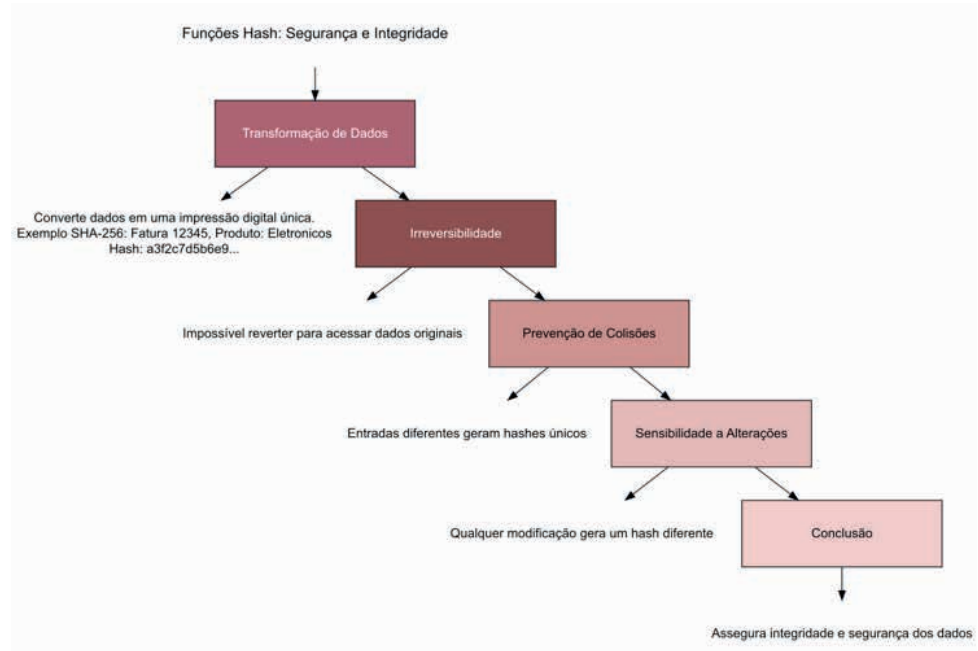 Funções Hash: Segurança e Integridade
Transformação de Dados
Converte dados em uma impressão digital única.
Exemplo SHA-256: Fatura 12345, Produto: Eletronicos
Hash: a3f2c7d5b6e9...
Irreversibilidade
Impossível reverter para acessar dados originais
Prevenção de Colisões
Entradas diferentes geram hashes únicos
Sensibilidade a Alterações
Qualquer modificação gera um hash diferente
Conclusão
Assegura integridade e segurança dos dados